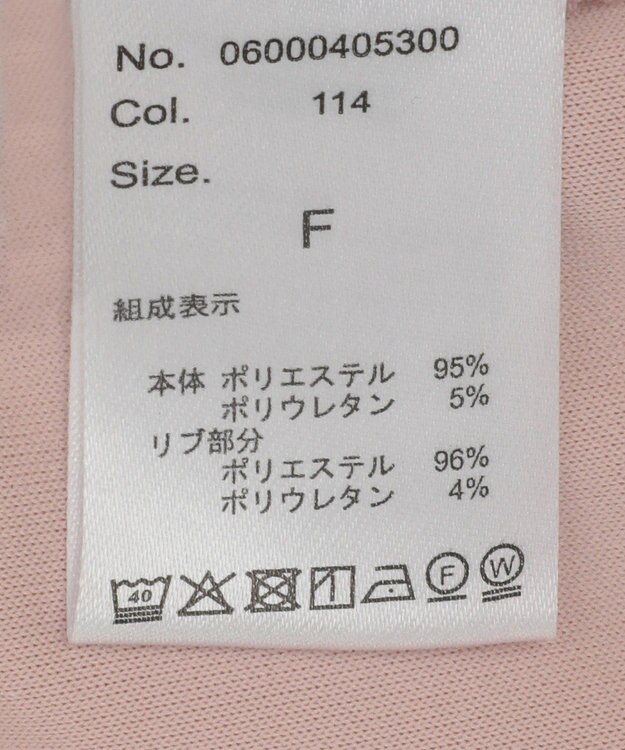 No. 06000405300
Col. 114
Size.
F
組成表示
本体 ポリエステル 95%
ポリウレタン 5%
リブ部分
ポリエステル 96%
ポリウレタン 4%
40 F W